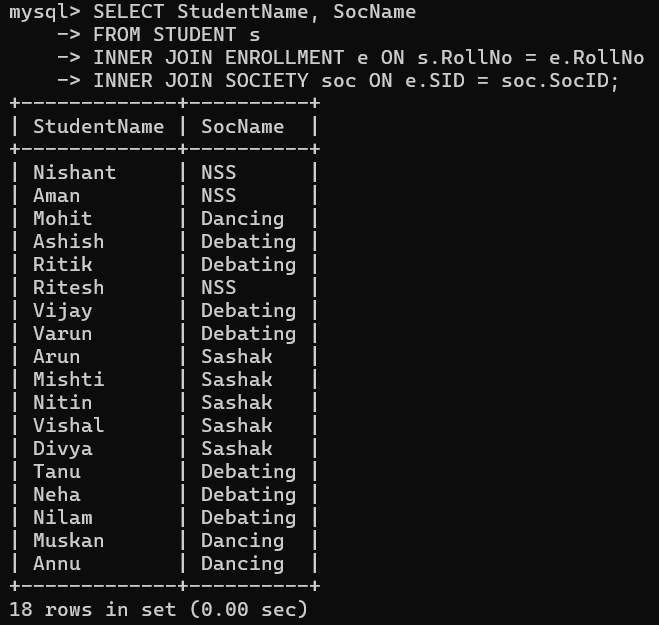 mysql> SELECT StudentName, SocName
    -> FROM STUDENT s
    -> INNER JOIN ENROLLMENT e ON s.RollNo = e.RollNo
    -> INNER JOIN SOCIETY soc ON e.SID = soc.SocID;
+-------------+----------+
| StudentName | SocName  |
+-------------+----------+
| Nishant     | NSS      |
| Aman        | NSS      |
| Mohit       | Dancing  |
| Ashish      | Debating |
| Ritik       | Debating |
| Ritesh      | NSS      |
| Vijay       | Debating |
| Varun       | Debating |
| Arun        | Sashak   |
| Mishti      | Sashak   |
| Nitin       | Sashak   |
| Vishal      | Sashak   |
| Divya       | Sashak   |
| Tanu        | Debating |
| Neha        | Debating |
| Nilam       | Debating |
| Muskan      | Dancing  |
| Annu        | Dancing  |
+-------------+----------+
18 rows in set (0.00 sec)